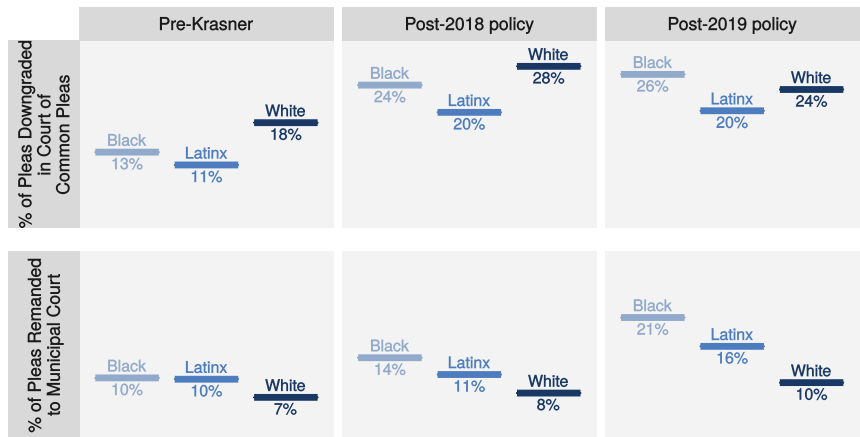 Pre-Krasner
Post-2018 policy
Post-2019 policy
% of Pleas Downgraded
in Court of
Common Pleas
Black
13%
Latinx
11%
White
18%
Black
24%
Latinx
20%
White
28%
Black
26%
Latinx
20%
White
24%
% of Pleas Remanded
to Municipal Court
Black
10%
Latinx
10%
White
7%
Black
14%
Latinx
11%
White
8%
Black
21%
Latinx
16%
White
10%